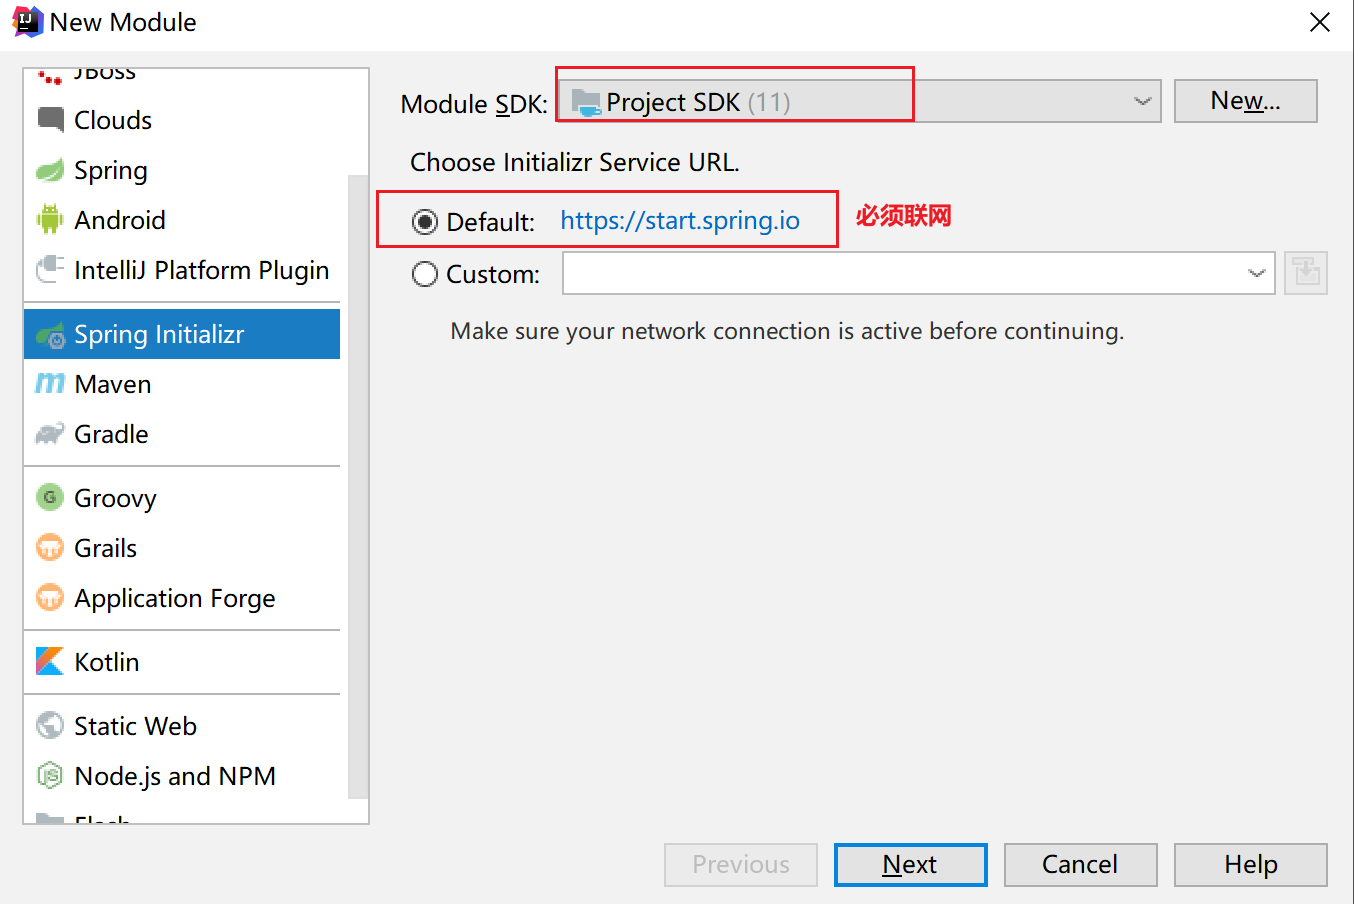 New Module
JBoss
Clouds
Spring
Android
IntelliJ Platform Plugin
Spring Initializr
Maven
Gradle
Groovy
Grails
Application Forge
Kotlin
Static Web
Node.js and NPM
Flash
Module SDK: Project SDK (11) New...
Choose Initializr Service URL.
Default: https://start.spring.io 必须联网
Custom:
Make sure your network connection is active before continuing.
Previous Next Cancel Help